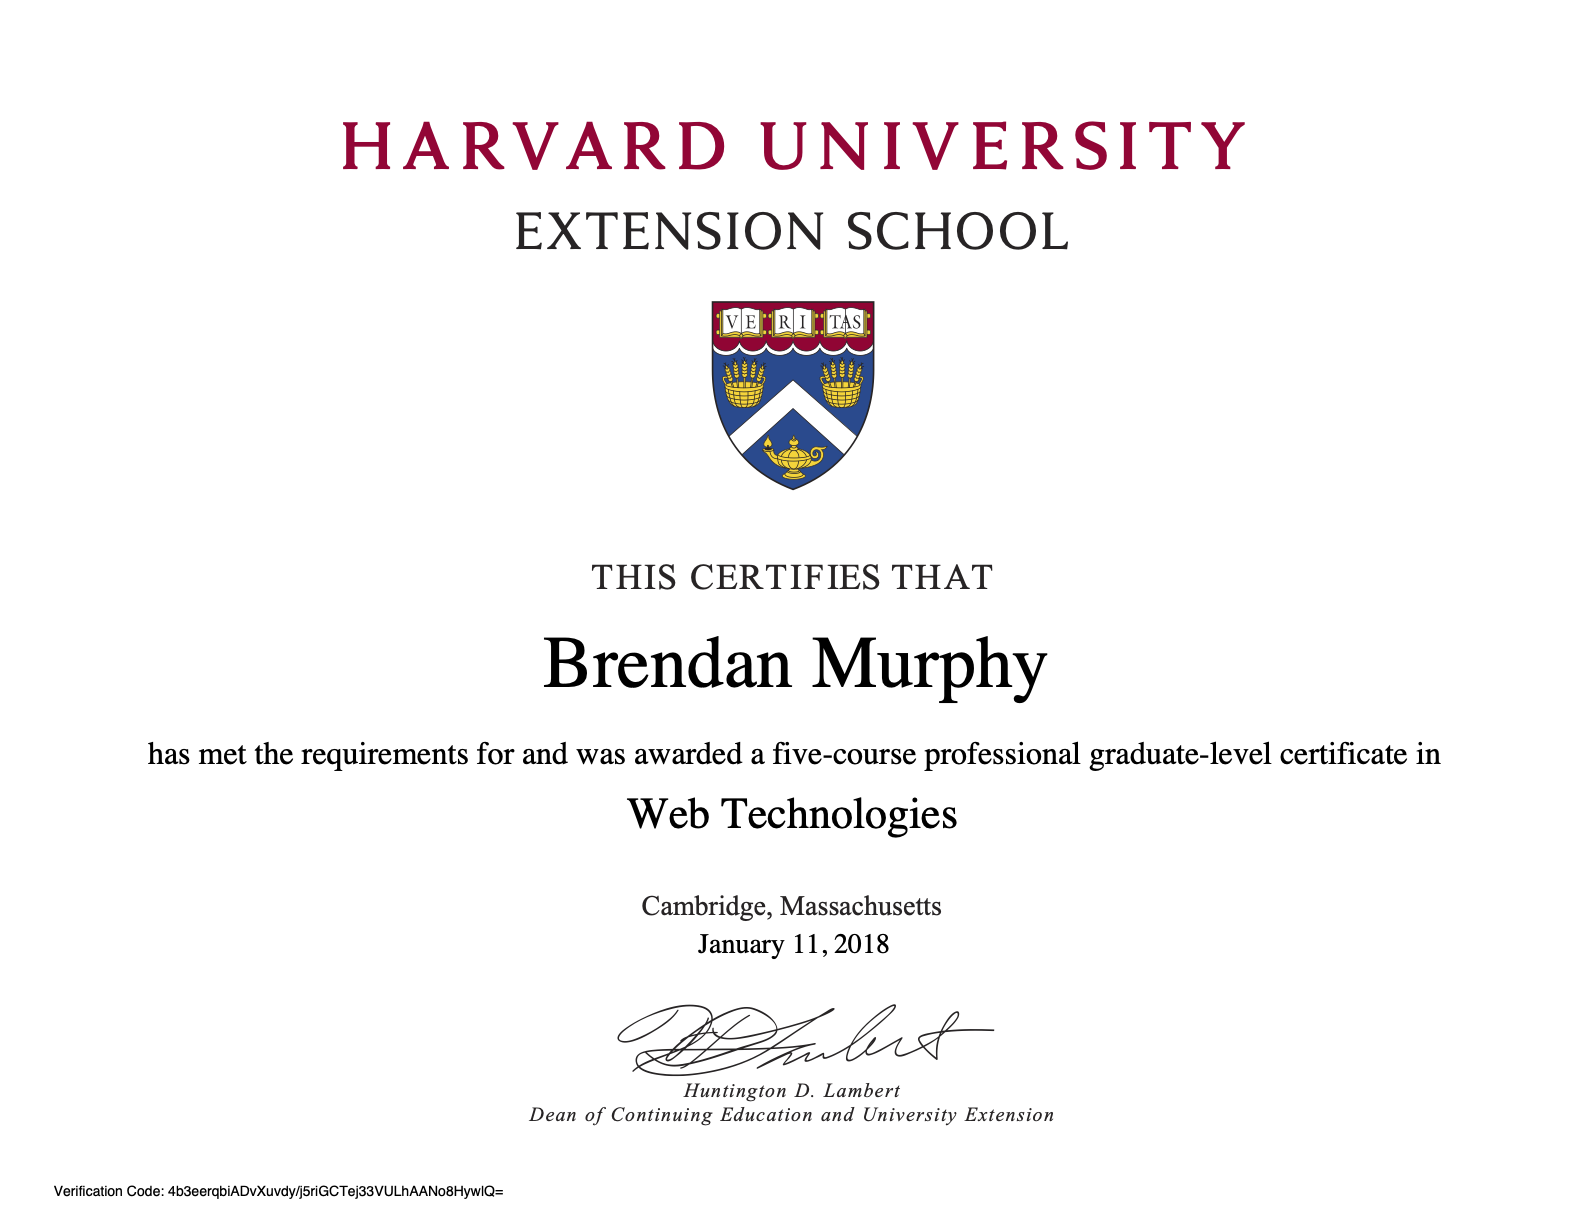 HARVARD UNIVERSITY
EXTENSION SCHOOL
VE RI TAS
THIS CERTIFIES THAT
Brendan Murphy
has met the requirements for and was awarded a five-course professional graduate-level certificate in
Web Technologies
Cambridge, Massachusetts
January 11, 2018
Huntington D. Lambert
Dean of Continuing Education and University Extension
Verification Code: 4b3eerqbiADvXuvdy/j5riGCTej33VULhAANo8HywlQ=